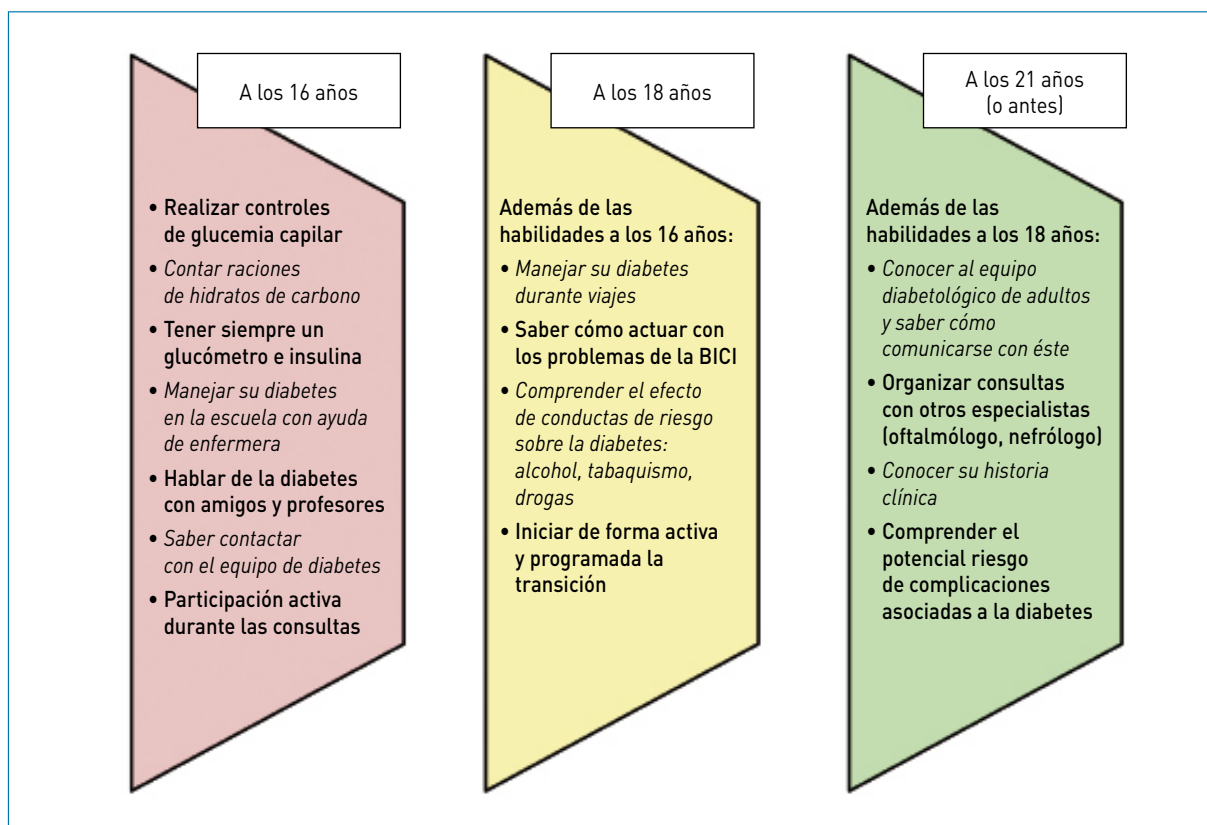 A los 16 años
• Realizar controles
de glucemia capilar
• Contar raciones
de hidratos de carbono
• Tener siempre un
glucómetro e insulina
• Manejar su diabetes
en la escuela con ayuda
de enfermera
• Hablar de la diabetes
con amigos y profesores
• Saber contactar
con el equipo de diabetes
• Participación activa
durante las consultas
A los 18 años
Además de las
habilidades a los 16 años:
• Manejar su diabetes
durante viajes
• Saber cómo actuar con
los problemas de la BICI
• Comprender el efecto
de conductas de riesgo
sobre la diabetes:
alcohol, tabaquismo,
drogas
• Iniciar de forma activa
y programada la
transición
A los 21 años
(o antes)
Además de las
habilidades a los 18 años:
• Conocer al equipo
diabetológico de adultos
y saber cómo
comunicarse con éste
• Organizar consultas
con otros especialistas
(oftalmólogo, nefrólogo)
• Conocer su historia
clínica
• Comprender el
potencial riesgo
de complicaciones
asociadas a la diabetes